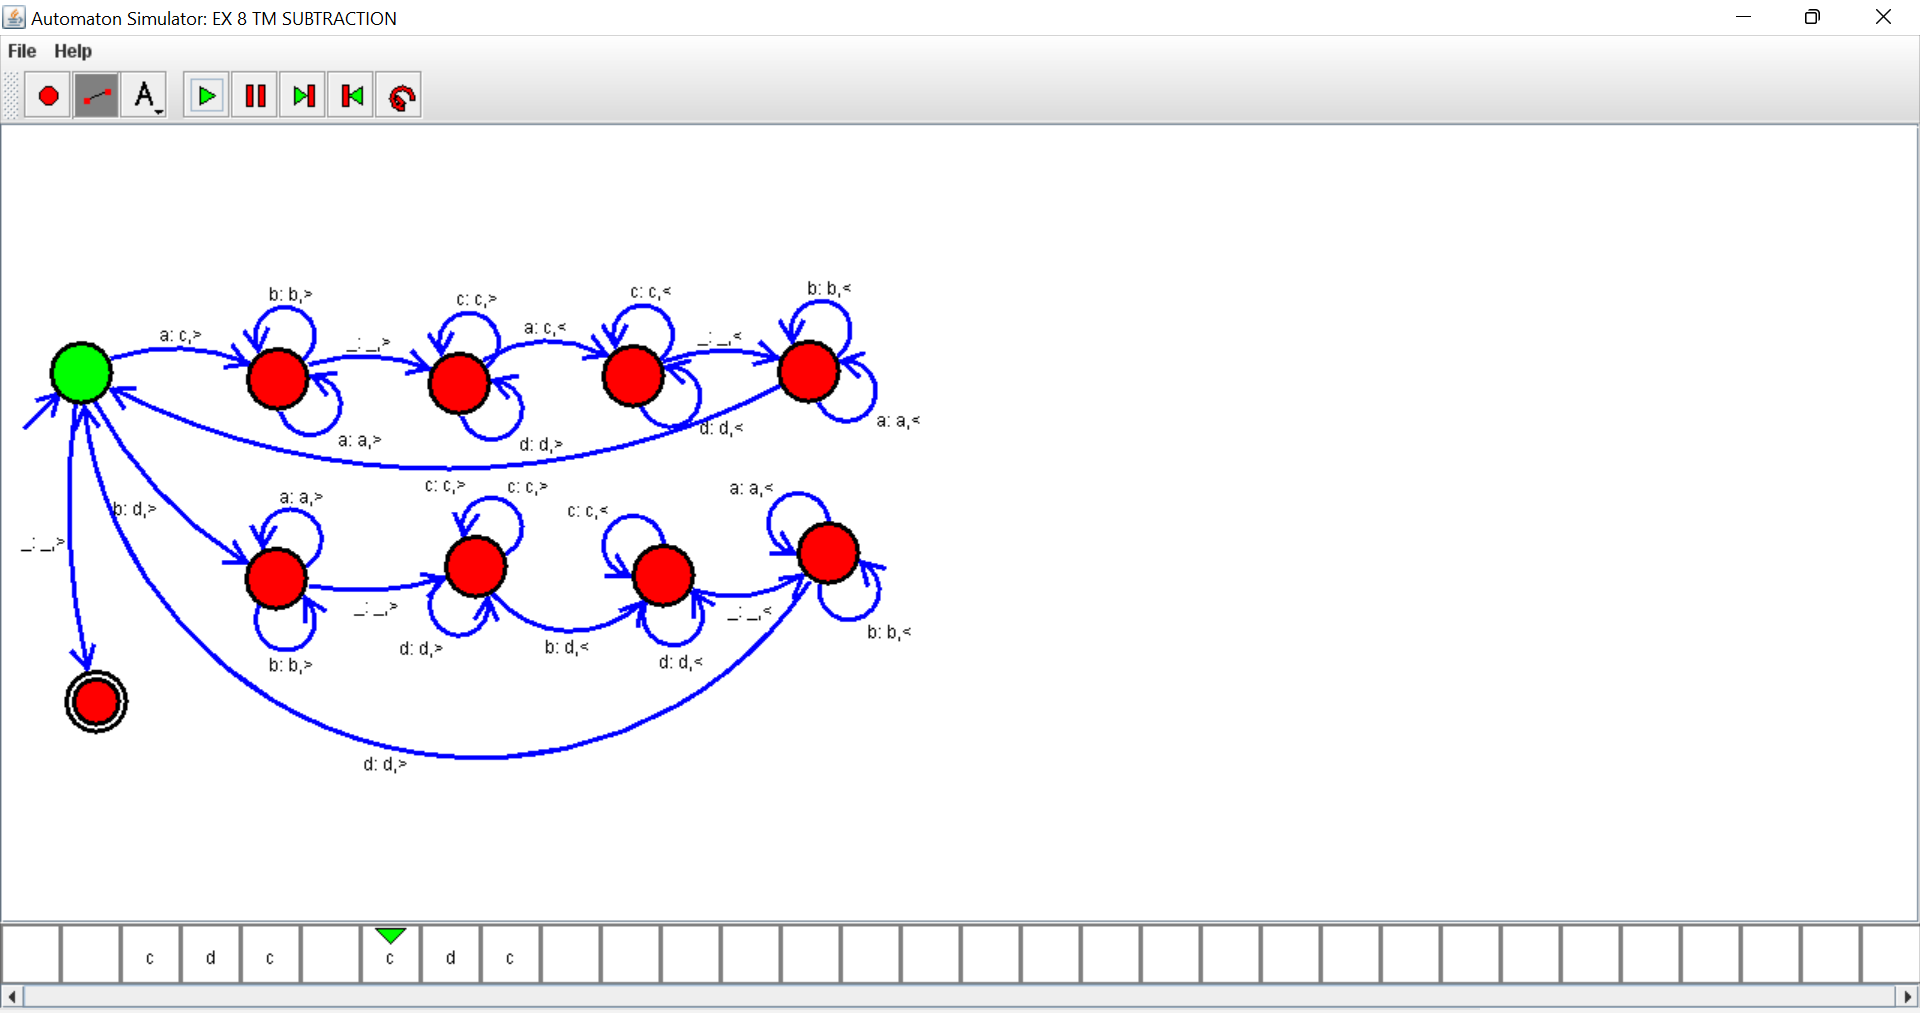 Automaton Simulator: EX 8 TM SUBTRACTION
File Help
A
b: b,>
c: c,>
c: c,<
b: b,<
a: c,>
_: _,>
a: c,<
_: _,<
a: a,>
d: d,>
d: d,<
a: a,<
b: d,>
a: a,>
c: c,>
c: c,>
c: c,<
a: a,<
_: _,>
_: _,>
_: _,<
b: b,>
d: d,>
b: d,<
d: d,<
b: b,<
d: d,>
c d c c d c